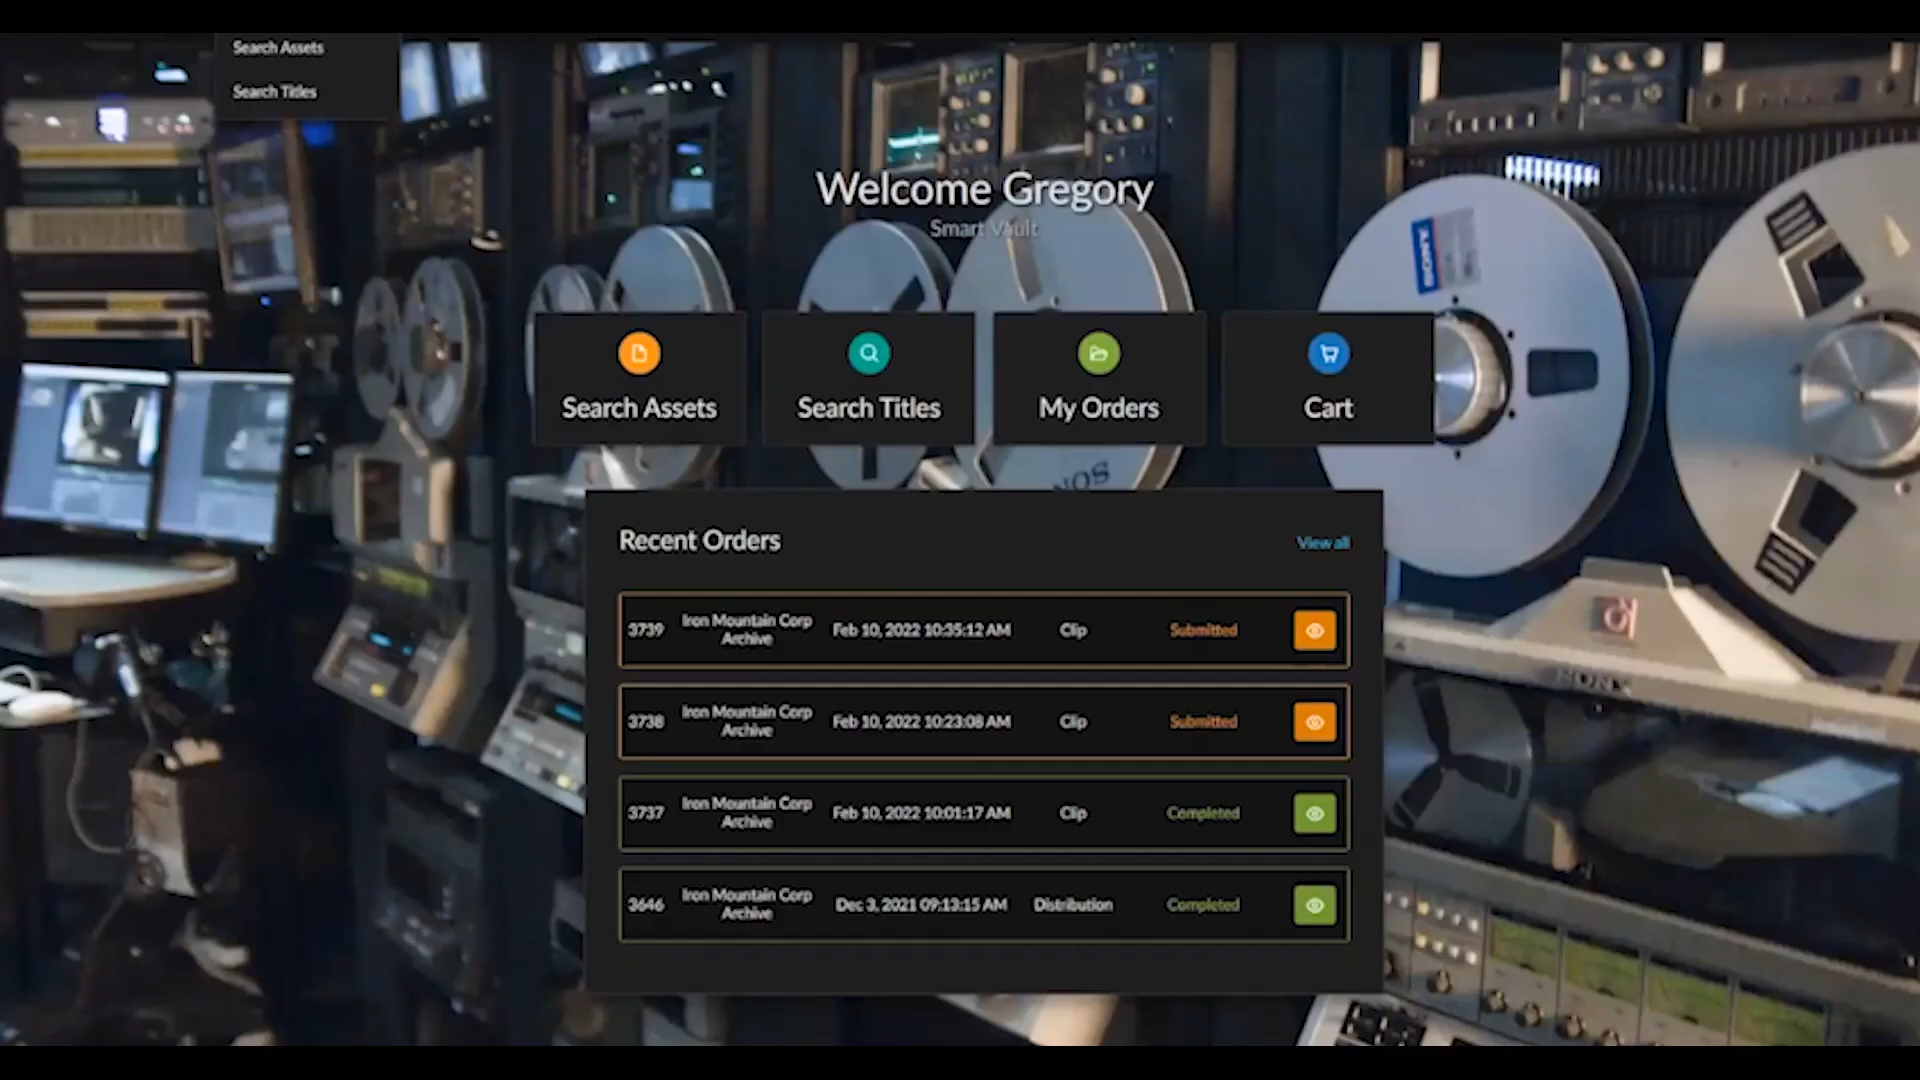 Search Assets
Search Titles
Welcome Gregory
Smart Vault
SONY
Search Assets
Search Titles
My Orders
Cart
Recent Orders
View all
3739 Iron Mountain Corp Archive Feb 10, 2022 10:35:12 AM Clip Submitted
3738 Iron Mountain Corp Archive Feb 10, 2022 10:23:08 AM Clip Submitted
3737 Iron Mountain Corp Archive Feb 10, 2022 10:01:17 AM Clip Completed
3646 Iron Mountain Corp Archive Dec 3, 2021 09:13:15 AM Distribution Completed
SONY